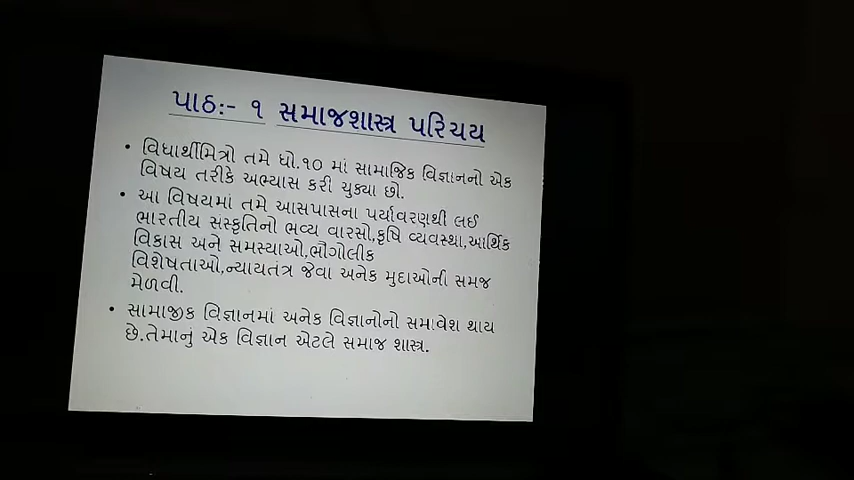 પાઠ:- ૧ સમાજશાસ્ત્ર પરિચય
• વિધાર્થીમિત્રો તમે ધો.૧૦ માં સામાજિક વિજ્ઞાનનો એક
વિષય તરીકે અભ્યાસ કરી ચુક્યા છો.
• આ વિષયમાં તમે આસપાસના પર્યાવરણથી લઈ
ભારતીય સંસ્કૃતિનો ભવ્ય વારસો,કૃષિ વ્યવસ્થા,આર્થિક
વિકાસ અને સમસ્યાઓ,ભૌગોલીક
વિશેષતાઓ,ન્યાયતંત્ર જેવા અનેક મુદાઓની સમજ
મેળવી.
• સામાજીક વિજ્ઞાનમાં અનેક વિજ્ઞાનોનો સમાવેશ થાય
છે.તેમાનું એક વિજ્ઞાન એટલે સમાજ શાસ્ત્ર.